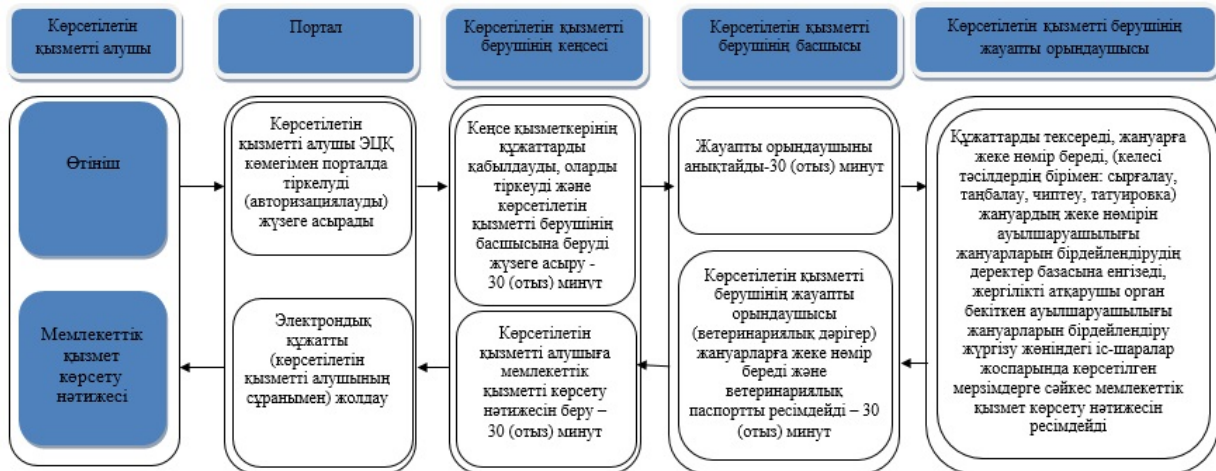 Көрсетілетін
қызметті алушы
Портал
Көрсетілетін қызметті
берушінің кеңсесі
Көрсетілетін қызметті
берушінің басшысы
Көрсетілетін қызметті берушінің
жауапты орындаушысы
Өтініш
Көрсетілетін
қызметті алушы ЭЦҚ
көмегімен порталда
тіркелуді
(авторизациялауды)
жүзеге асырады
Кеңсе қызметкерінің
құжаттарды
қабылдауды, оларды
тіркеуді және
көрсетілетін
қызметті берушінің
басшысына беруді
жүзеге асыру -
30 (отыз) минут
Жауапты орындаушыны
анықтайды-30 (отыз) минут
Құжаттарды тексереді, жануарға
жеке нөмір береді, (келесі
тәсілдердің бірімен: сырғалау,
таңбалау, чиптеу, татуировка)
жануардың жеке нөмірін
ауылшаруашылығы
жануарларын бірдейлендірудің
деректер базасына енгізеді,
жергілікті атқарушы орган
бекіткен ауылшаруашылығы
жануарларын бірдейлендіру
жүргізу жөніндегі іс-шаралар
жоспарында көрсетілген
мерзімдерге сәйкес мемлекеттік
қызмет көрсету нәтижесін
ресімдейді
Мемлекеттік
қызмет
көрсету
нәтижесі
Электрондық
құжатты
(көрсетілетін
қызметті алушының
сұранымен) жолдау
Көрсетілетін
қызметті алушыға
мемлекеттік
қызметті көрсету
нәтижесін беру –
30 (отыз) минут
Көрсетілетін қызметті
берушінің жауапты
орындаушысы
(ветеринариялық дәрігер)
жануарларға жеке нөмір
береді және
ветеринариялық
паспортты ресімдейді – 30
(отыз) минут